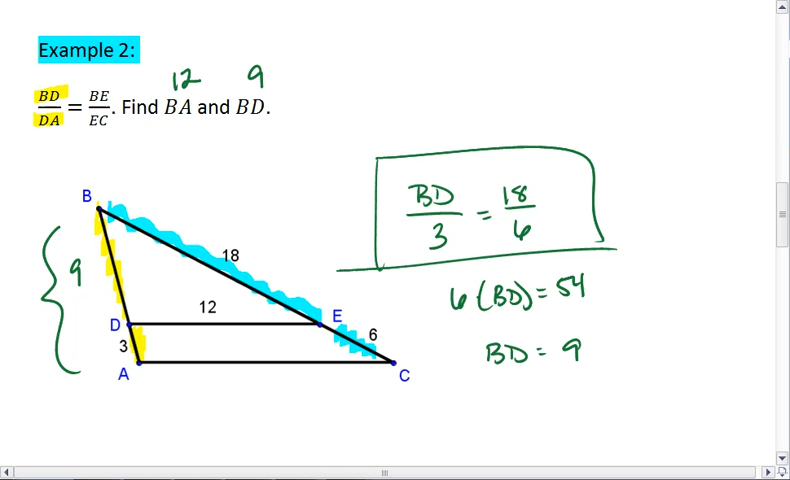 Example 2:
12 9
BD/DA = BE/EC. Find BA and BD.
BD/3 = 18/6
6 (BD) = 54
BD = 9
B
18
9
12
D
E
3
6
A
C